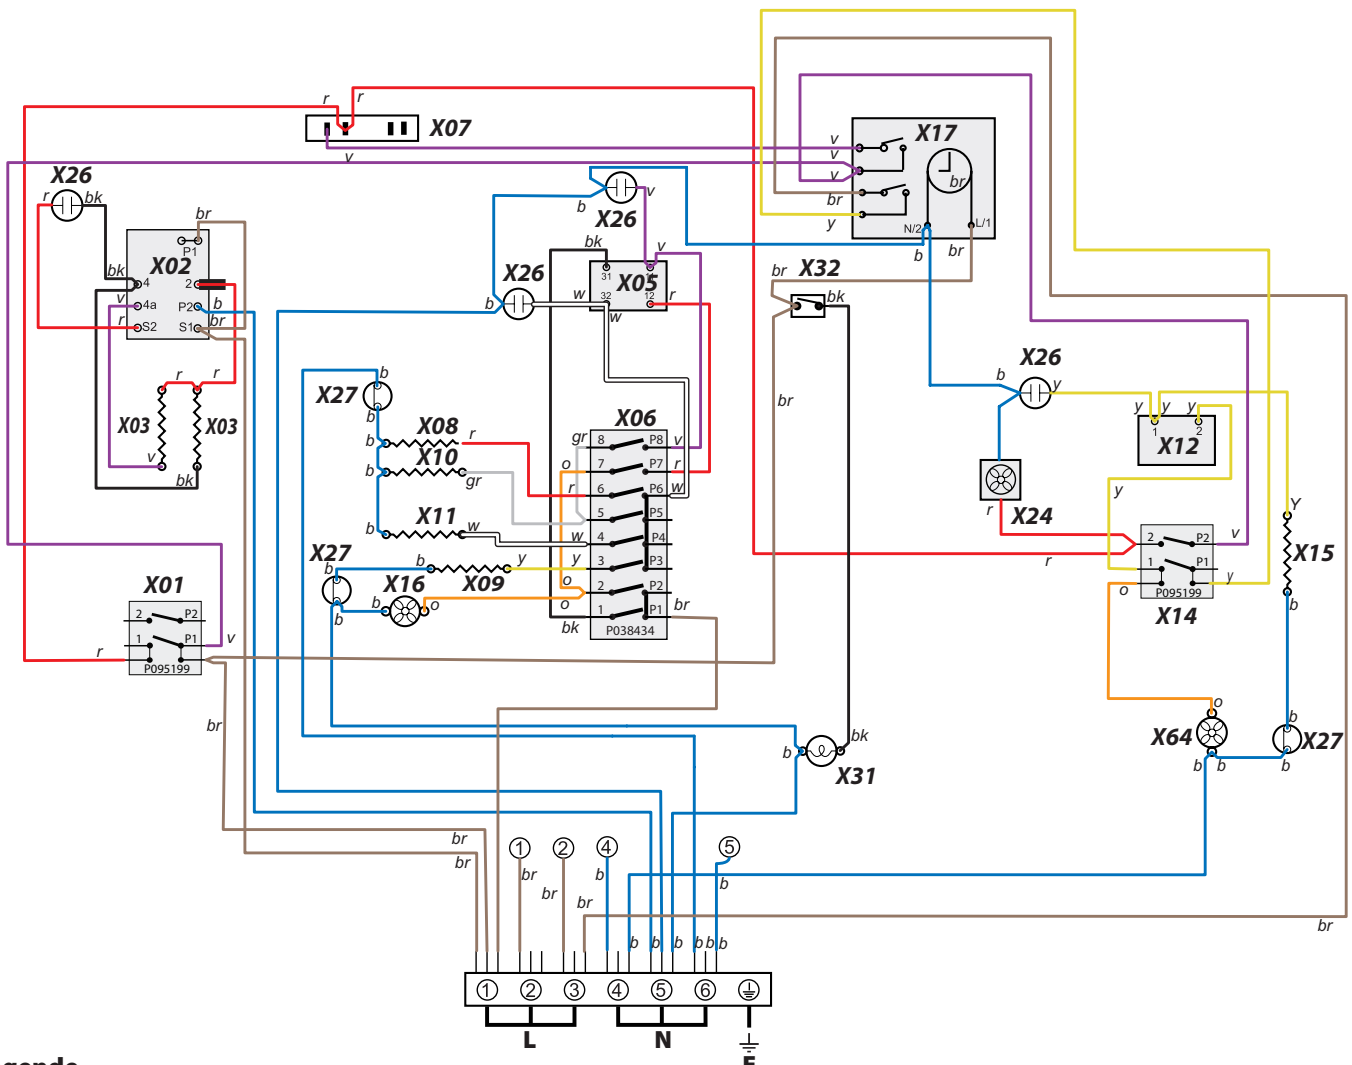 r
r
X07
v
X17
v
v
v
br
br
y
N/2
L/1
b
br
X26
r
bk
br
P1
X02
bk
4
2
v
4a
P2
b
r
S2
S1
br
r
r
X03
X03
v
bk
b
v
X26
bk
v
X26
31
11
X05
w
32
12
r
b
w
br
X32
bk
br
X26
b
y
y
y
y
1
2
X12
X27
b
b
X06
b
X08
r
gr
8
P8
v
b
X10
gr
o
7
P7
r
r
6
P6
w
5
P5
b
X11
w
w
4
P4
X27
b
b
X09
y
y
3
P3
o
2
P2
X16
b
o
o
b
1
P1
br
bk
P038434
X24
r
r
y
Y
2
P2
v
X15
1
P1
o
y
P095199
X14
b
X01
2
P2
1
P1
v
r
P095199
br
b
bk
X31
o
X64
b
b
b
X27
b
br
br
1
2
4
5
br
br
b
b
br
br
b
b
b
b
b
b
1
2
3
4
5
6
L
N
E
gende